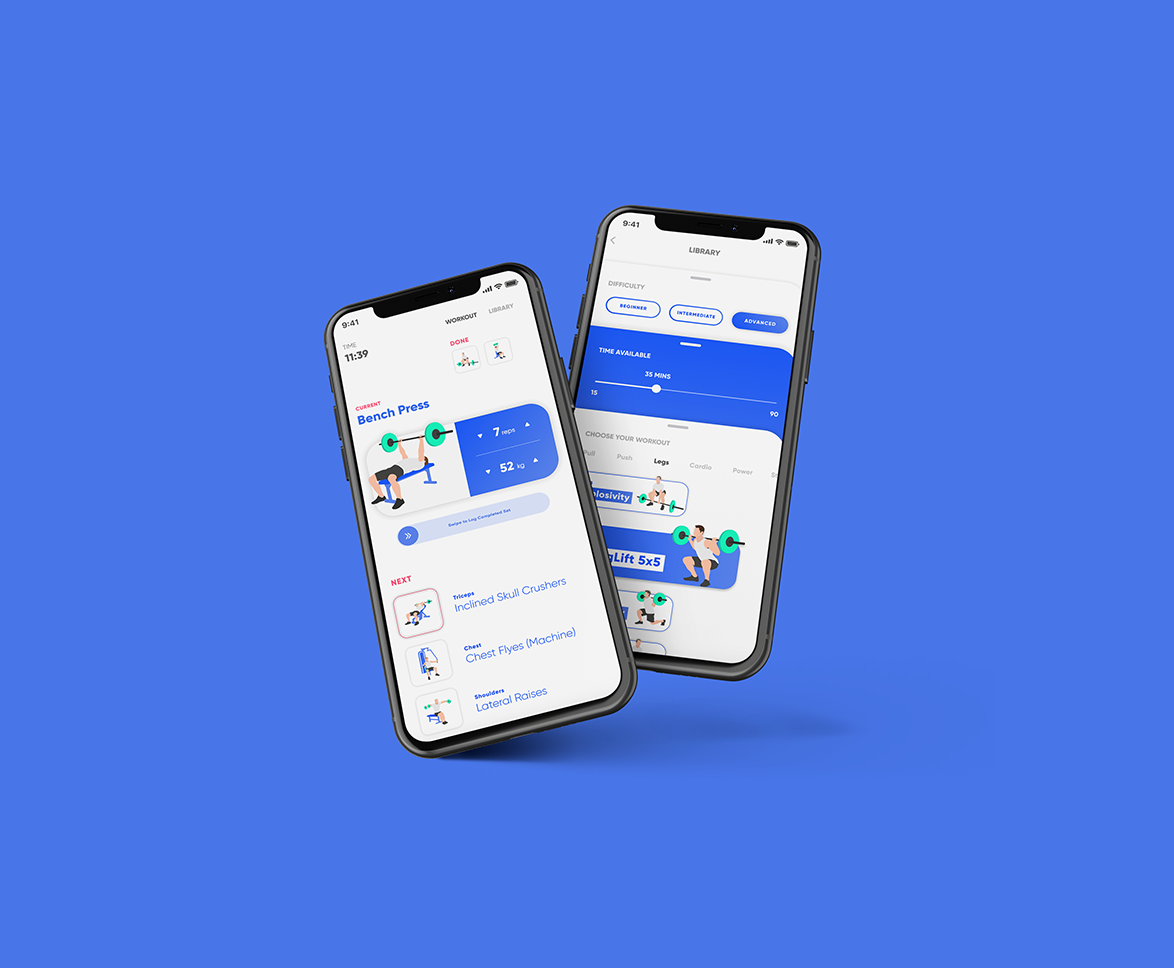 9:41
WORKOUT
LIBRARY
TIME
11:39
DONE
CURRENT
Bench Press
7 reps
52 kg
Swipe to Log Completed Set
NEXT
Triceps
Inclined Skull Crushers
Chest
Chest Flyes (Machine)
Shoulders
Lateral Raises
9:41
LIBRARY
DIFFICULTY
BEGINNER
INTERMEDIATE
ADVANCED
TIME AVAILABLE
35 MINS
15
90
CHOOSE YOUR WORKOUT
Pull
Push
Legs
Cardio
Power
plosivity
gLift 5x5